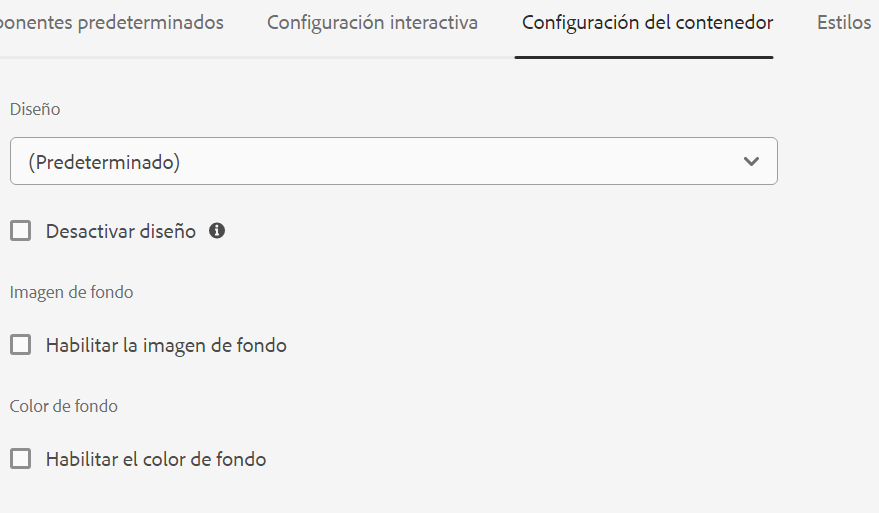 ponentes predeterminados Configuración interactiva Configuración del contenedor Estilos
Diseño
(Predeterminado)
Desactivar diseño
Imagen de fondo
Habilitar la imagen de fondo
Color de fondo
Habilitar el color de fondo